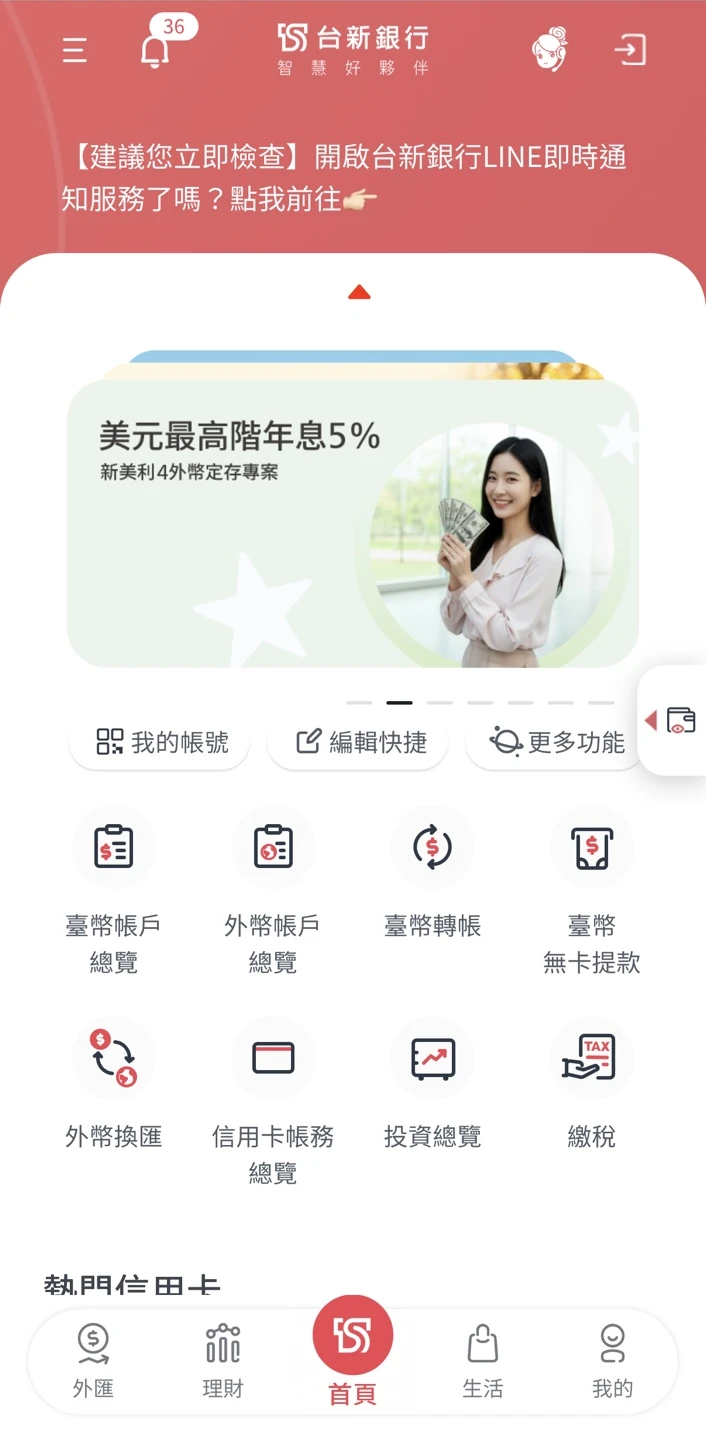 36
台新銀行
智慧好夥伴
【建議您立即檢查】開啟台新銀行LINE即時通
知服務了嗎？點我前往👉🏻
美元最高階年息5%
新美利4外幣定存專案
我的帳號
編輯快捷
更多功能
臺幣帳戶
總覽
外幣帳戶
總覽
臺幣轉帳
臺幣
無卡提款
外幣換匯
信用卡帳務
總覽
投資總覽
TAX
繳稅
熱門信用卡
外匯
理財
首頁
生活
我的